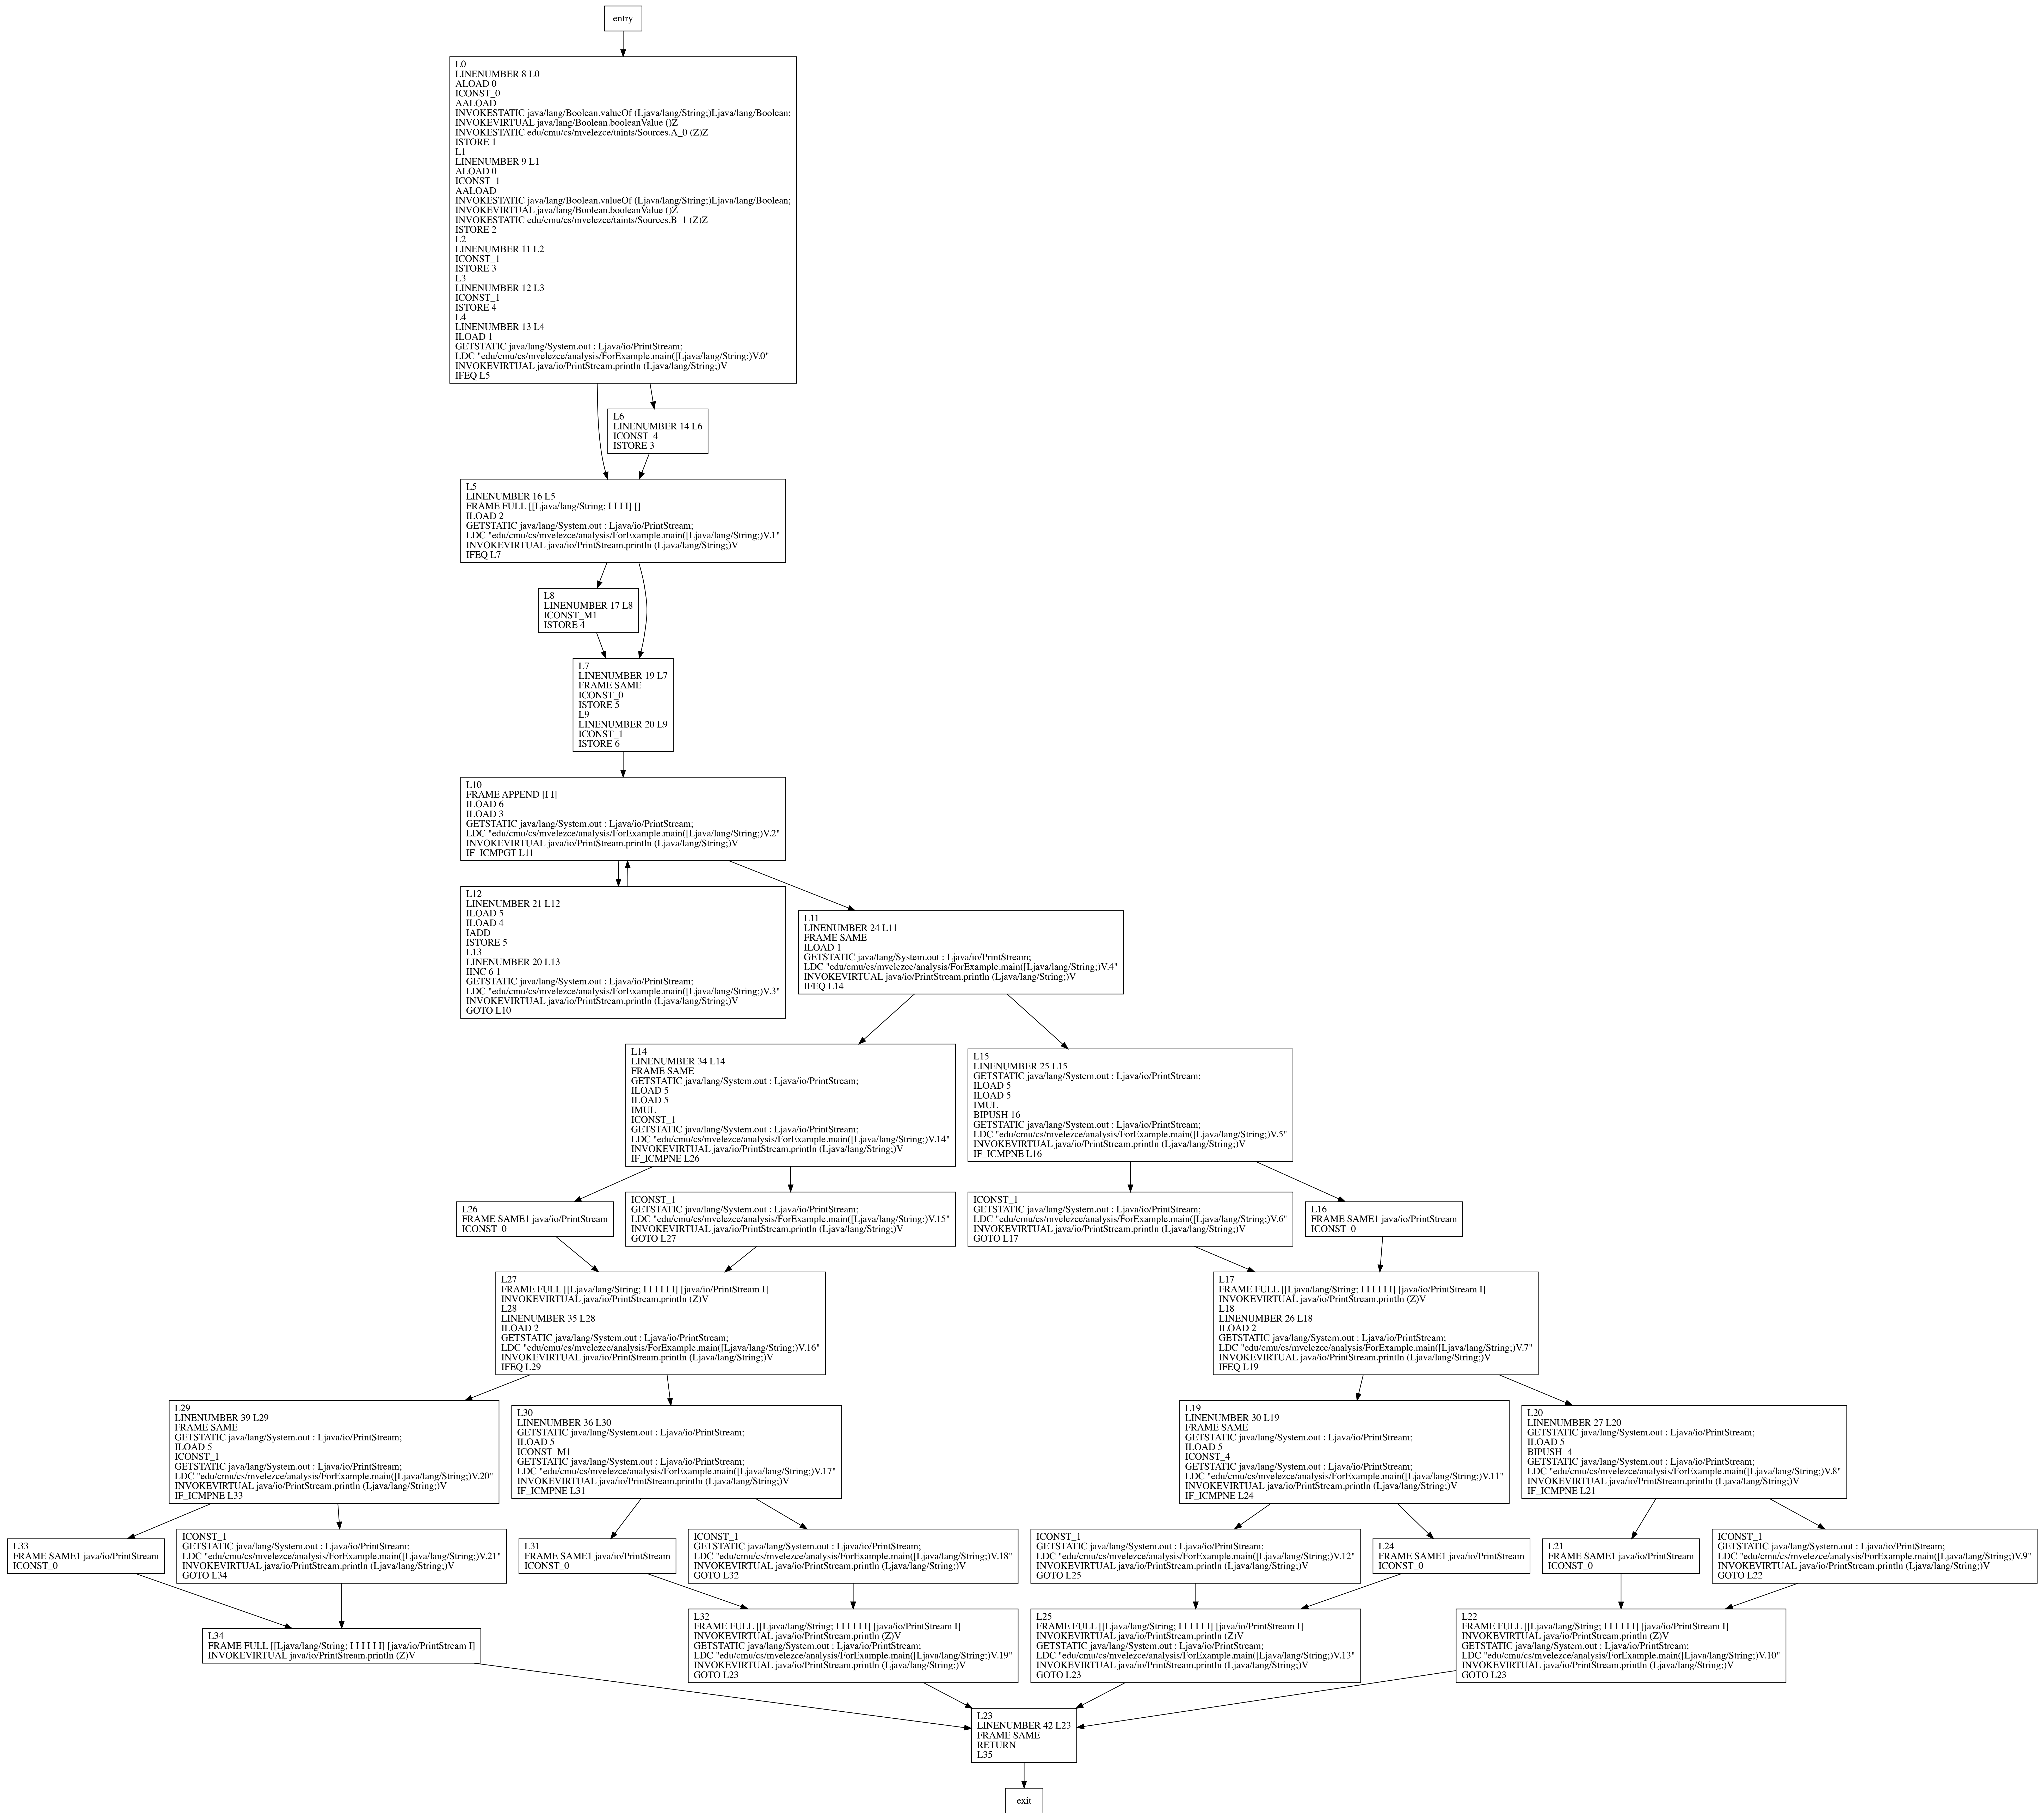 entry
L0
LINENUMBER 8 L0
ALOAD 0
ICONST_0
AALOAD
INVOKESTATIC java/lang/Boolean.valueOf (Ljava/lang/String;)Ljava/lang/Boolean;
INVOKEVIRTUAL java/lang/Boolean.booleanValue ()Z
INVOKESTATIC edu/cmu/cs/mvelezce/taints/Sources.A_0 (Z)Z
ISTORE 1
L1
LINENUMBER 9 L1
ALOAD 0
ICONST_1
AALOAD
INVOKESTATIC java/lang/Boolean.valueOf (Ljava/lang/String;)Ljava/lang/Boolean;
INVOKEVIRTUAL java/lang/Boolean.booleanValue ()Z
INVOKESTATIC edu/cmu/cs/mvelezce/taints/Sources.B_1 (Z)Z
ISTORE 2
L2
LINENUMBER 11 L2
ICONST_1
ISTORE 3
L3
LINENUMBER 12 L3
ICONST_1
ISTORE 4
L4
LINENUMBER 13 L4
ILOAD 1
GETSTATIC java/lang/System.out : Ljava/io/PrintStream;
LDC "edu/cmu/cs/mvelezce/analysis/ForExample.main([Ljava/lang/String;)V.0"
INVOKEVIRTUAL java/io/PrintStream.println (Ljava/lang/String;)V
IFEQ L5
L6
LINENUMBER 14 L6
ICONST_4
ISTORE 3
L5
LINENUMBER 16 L5
FRAME FULL [[Ljava/lang/String; I I I I] []
ILOAD 2
GETSTATIC java/lang/System.out : Ljava/io/PrintStream;
LDC "edu/cmu/cs/mvelezce/analysis/ForExample.main([Ljava/lang/String;)V.1"
INVOKEVIRTUAL java/io/PrintStream.println (Ljava/lang/String;)V
IFEQ L7
L8
LINENUMBER 17 L8
ICONST_M1
ISTORE 4
L7
LINENUMBER 19 L7
FRAME SAME
ICONST_0
ISTORE 5
L9
LINENUMBER 20 L9
ICONST_1
ISTORE 6
L10
FRAME APPEND [I I]
ILOAD 6
ILOAD 3
GETSTATIC java/lang/System.out : Ljava/io/PrintStream;
LDC "edu/cmu/cs/mvelezce/analysis/ForExample.main([Ljava/lang/String;)V.2"
INVOKEVIRTUAL java/io/PrintStream.println (Ljava/lang/String;)V
IF_ICMPGT L11
L12
LINENUMBER 21 L12
ILOAD 5
ILOAD 4
IADD
ISTORE 5
L13
LINENUMBER 20 L13
IINC 6 1
GETSTATIC java/lang/System.out : Ljava/io/PrintStream;
LDC "edu/cmu/cs/mvelezce/analysis/ForExample.main([Ljava/lang/String;)V.3"
INVOKEVIRTUAL java/io/PrintStream.println (Ljava/lang/String;)V
GOTO L10
L11
LINENUMBER 24 L11
FRAME SAME
ILOAD 1
GETSTATIC java/lang/System.out : Ljava/io/PrintStream;
LDC "edu/cmu/cs/mvelezce/analysis/ForExample.main([Ljava/lang/String;)V.4"
INVOKEVIRTUAL java/io/PrintStream.println (Ljava/lang/String;)V
IFEQ L14
L14
LINENUMBER 34 L14
FRAME SAME
GETSTATIC java/lang/System.out : Ljava/io/PrintStream;
ILOAD 5
ILOAD 5
IMUL
ICONST_1
GETSTATIC java/lang/System.out : Ljava/io/PrintStream;
LDC "edu/cmu/cs/mvelezce/analysis/ForExample.main([Ljava/lang/String;)V.14"
INVOKEVIRTUAL java/io/PrintStream.println (Ljava/lang/String;)V
IF_ICMPNE L26
L15
LINENUMBER 25 L15
GETSTATIC java/lang/System.out : Ljava/io/PrintStream;
ILOAD 5
ILOAD 5
IMUL
BIPUSH 16
GETSTATIC java/lang/System.out : Ljava/io/PrintStream;
LDC "edu/cmu/cs/mvelezce/analysis/ForExample.main([Ljava/lang/String;)V.5"
INVOKEVIRTUAL java/io/PrintStream.println (Ljava/lang/String;)V
IF_ICMPNE L16
L26
FRAME SAME1 java/io/PrintStream
ICONST_0
ICONST_1
GETSTATIC java/lang/System.out : Ljava/io/PrintStream;
LDC "edu/cmu/cs/mvelezce/analysis/ForExample.main([Ljava/lang/String;)V.15"
INVOKEVIRTUAL java/io/PrintStream.println (Ljava/lang/String;)V
GOTO L27
ICONST_1
GETSTATIC java/lang/System.out : Ljava/io/PrintStream;
LDC "edu/cmu/cs/mvelezce/analysis/ForExample.main([Ljava/lang/String;)V.6"
INVOKEVIRTUAL java/io/PrintStream.println (Ljava/lang/String;)V
GOTO L17
L16
FRAME SAME1 java/io/PrintStream
ICONST_0
L27
FRAME FULL [[Ljava/lang/String; I I I I I I] [java/io/PrintStream I]
INVOKEVIRTUAL java/io/PrintStream.println (Z)V
L28
LINENUMBER 35 L28
ILOAD 2
GETSTATIC java/lang/System.out : Ljava/io/PrintStream;
LDC "edu/cmu/cs/mvelezce/analysis/ForExample.main([Ljava/lang/String;)V.16"
INVOKEVIRTUAL java/io/PrintStream.println (Ljava/lang/String;)V
IFEQ L29
L17
FRAME FULL [[Ljava/lang/String; I I I I I I] [java/io/PrintStream I]
INVOKEVIRTUAL java/io/PrintStream.println (Z)V
L18
LINENUMBER 26 L18
ILOAD 2
GETSTATIC java/lang/System.out : Ljava/io/PrintStream;
LDC "edu/cmu/cs/mvelezce/analysis/ForExample.main([Ljava/lang/String;)V.7"
INVOKEVIRTUAL java/io/PrintStream.println (Ljava/lang/String;)V
IFEQ L19
L29
LINENUMBER 39 L29
FRAME SAME
GETSTATIC java/lang/System.out : Ljava/io/PrintStream;
ILOAD 5
ICONST_1
GETSTATIC java/lang/System.out : Ljava/io/PrintStream;
LDC "edu/cmu/cs/mvelezce/analysis/ForExample.main([Ljava/lang/String;)V.20"
INVOKEVIRTUAL java/io/PrintStream.println (Ljava/lang/String;)V
IF_ICMPNE L33
L30
LINENUMBER 36 L30
GETSTATIC java/lang/System.out : Ljava/io/PrintStream;
ILOAD 5
ICONST_M1
GETSTATIC java/lang/System.out : Ljava/io/PrintStream;
LDC "edu/cmu/cs/mvelezce/analysis/ForExample.main([Ljava/lang/String;)V.17"
INVOKEVIRTUAL java/io/PrintStream.println (Ljava/lang/String;)V
IF_ICMPNE L31
L19
LINENUMBER 30 L19
FRAME SAME
GETSTATIC java/lang/System.out : Ljava/io/PrintStream;
ILOAD 5
ICONST_4
GETSTATIC java/lang/System.out : Ljava/io/PrintStream;
LDC "edu/cmu/cs/mvelezce/analysis/ForExample.main([Ljava/lang/String;)V.11"
INVOKEVIRTUAL java/io/PrintStream.println (Ljava/lang/String;)V
IF_ICMPNE L24
L20
LINENUMBER 27 L20
GETSTATIC java/lang/System.out : Ljava/io/PrintStream;
ILOAD 5
BIPUSH -4
GETSTATIC java/lang/System.out : Ljava/io/PrintStream;
LDC "edu/cmu/cs/mvelezce/analysis/ForExample.main([Ljava/lang/String;)V.8"
INVOKEVIRTUAL java/io/PrintStream.println (Ljava/lang/String;)V
IF_ICMPNE L21
L33
FRAME SAME1 java/io/PrintStream
ICONST_0
ICONST_1
GETSTATIC java/lang/System.out : Ljava/io/PrintStream;
LDC "edu/cmu/cs/mvelezce/analysis/ForExample.main([Ljava/lang/String;)V.21"
INVOKEVIRTUAL java/io/PrintStream.println (Ljava/lang/String;)V
GOTO L34
L31
FRAME SAME1 java/io/PrintStream
ICONST_0
ICONST_1
GETSTATIC java/lang/System.out : Ljava/io/PrintStream;
LDC "edu/cmu/cs/mvelezce/analysis/ForExample.main([Ljava/lang/String;)V.18"
INVOKEVIRTUAL java/io/PrintStream.println (Ljava/lang/String;)V
GOTO L32
ICONST_1
GETSTATIC java/lang/System.out : Ljava/io/PrintStream;
LDC "edu/cmu/cs/mvelezce/analysis/ForExample.main([Ljava/lang/String;)V.12"
INVOKEVIRTUAL java/io/PrintStream.println (Ljava/lang/String;)V
GOTO L25
L24
FRAME SAME1 java/io/PrintStream
ICONST_0
L21
FRAME SAME1 java/io/PrintStream
ICONST_0
ICONST_1
GETSTATIC java/lang/System.out : Ljava/io/PrintStream;
LDC "edu/cmu/cs/mvelezce/analysis/ForExample.main([Ljava/lang/String;)V.9"
INVOKEVIRTUAL java/io/PrintStream.println (Ljava/lang/String;)V
GOTO L22
L34
FRAME FULL [[Ljava/lang/String; I I I I I I] [java/io/PrintStream I]
INVOKEVIRTUAL java/io/PrintStream.println (Z)V
L32
FRAME FULL [[Ljava/lang/String; I I I I I I] [java/io/PrintStream I]
INVOKEVIRTUAL java/io/PrintStream.println (Z)V
GETSTATIC java/lang/System.out : Ljava/io/PrintStream;
LDC "edu/cmu/cs/mvelezce/analysis/ForExample.main([Ljava/lang/String;)V.19"
INVOKEVIRTUAL java/io/PrintStream.println (Ljava/lang/String;)V
GOTO L23
L25
FRAME FULL [[Ljava/lang/String; I I I I I I] [java/io/PrintStream I]
INVOKEVIRTUAL java/io/PrintStream.println (Z)V
GETSTATIC java/lang/System.out : Ljava/io/PrintStream;
LDC "edu/cmu/cs/mvelezce/analysis/ForExample.main([Ljava/lang/String;)V.13"
INVOKEVIRTUAL java/io/PrintStream.println (Ljava/lang/String;)V
GOTO L23
L22
FRAME FULL [[Ljava/lang/String; I I I I I I] [java/io/PrintStream I]
INVOKEVIRTUAL java/io/PrintStream.println (Z)V
GETSTATIC java/lang/System.out : Ljava/io/PrintStream;
LDC "edu/cmu/cs/mvelezce/analysis/ForExample.main([Ljava/lang/String;)V.10"
INVOKEVIRTUAL java/io/PrintStream.println (Ljava/lang/String;)V
GOTO L23
L23
LINENUMBER 42 L23
FRAME SAME
RETURN
L35
exit